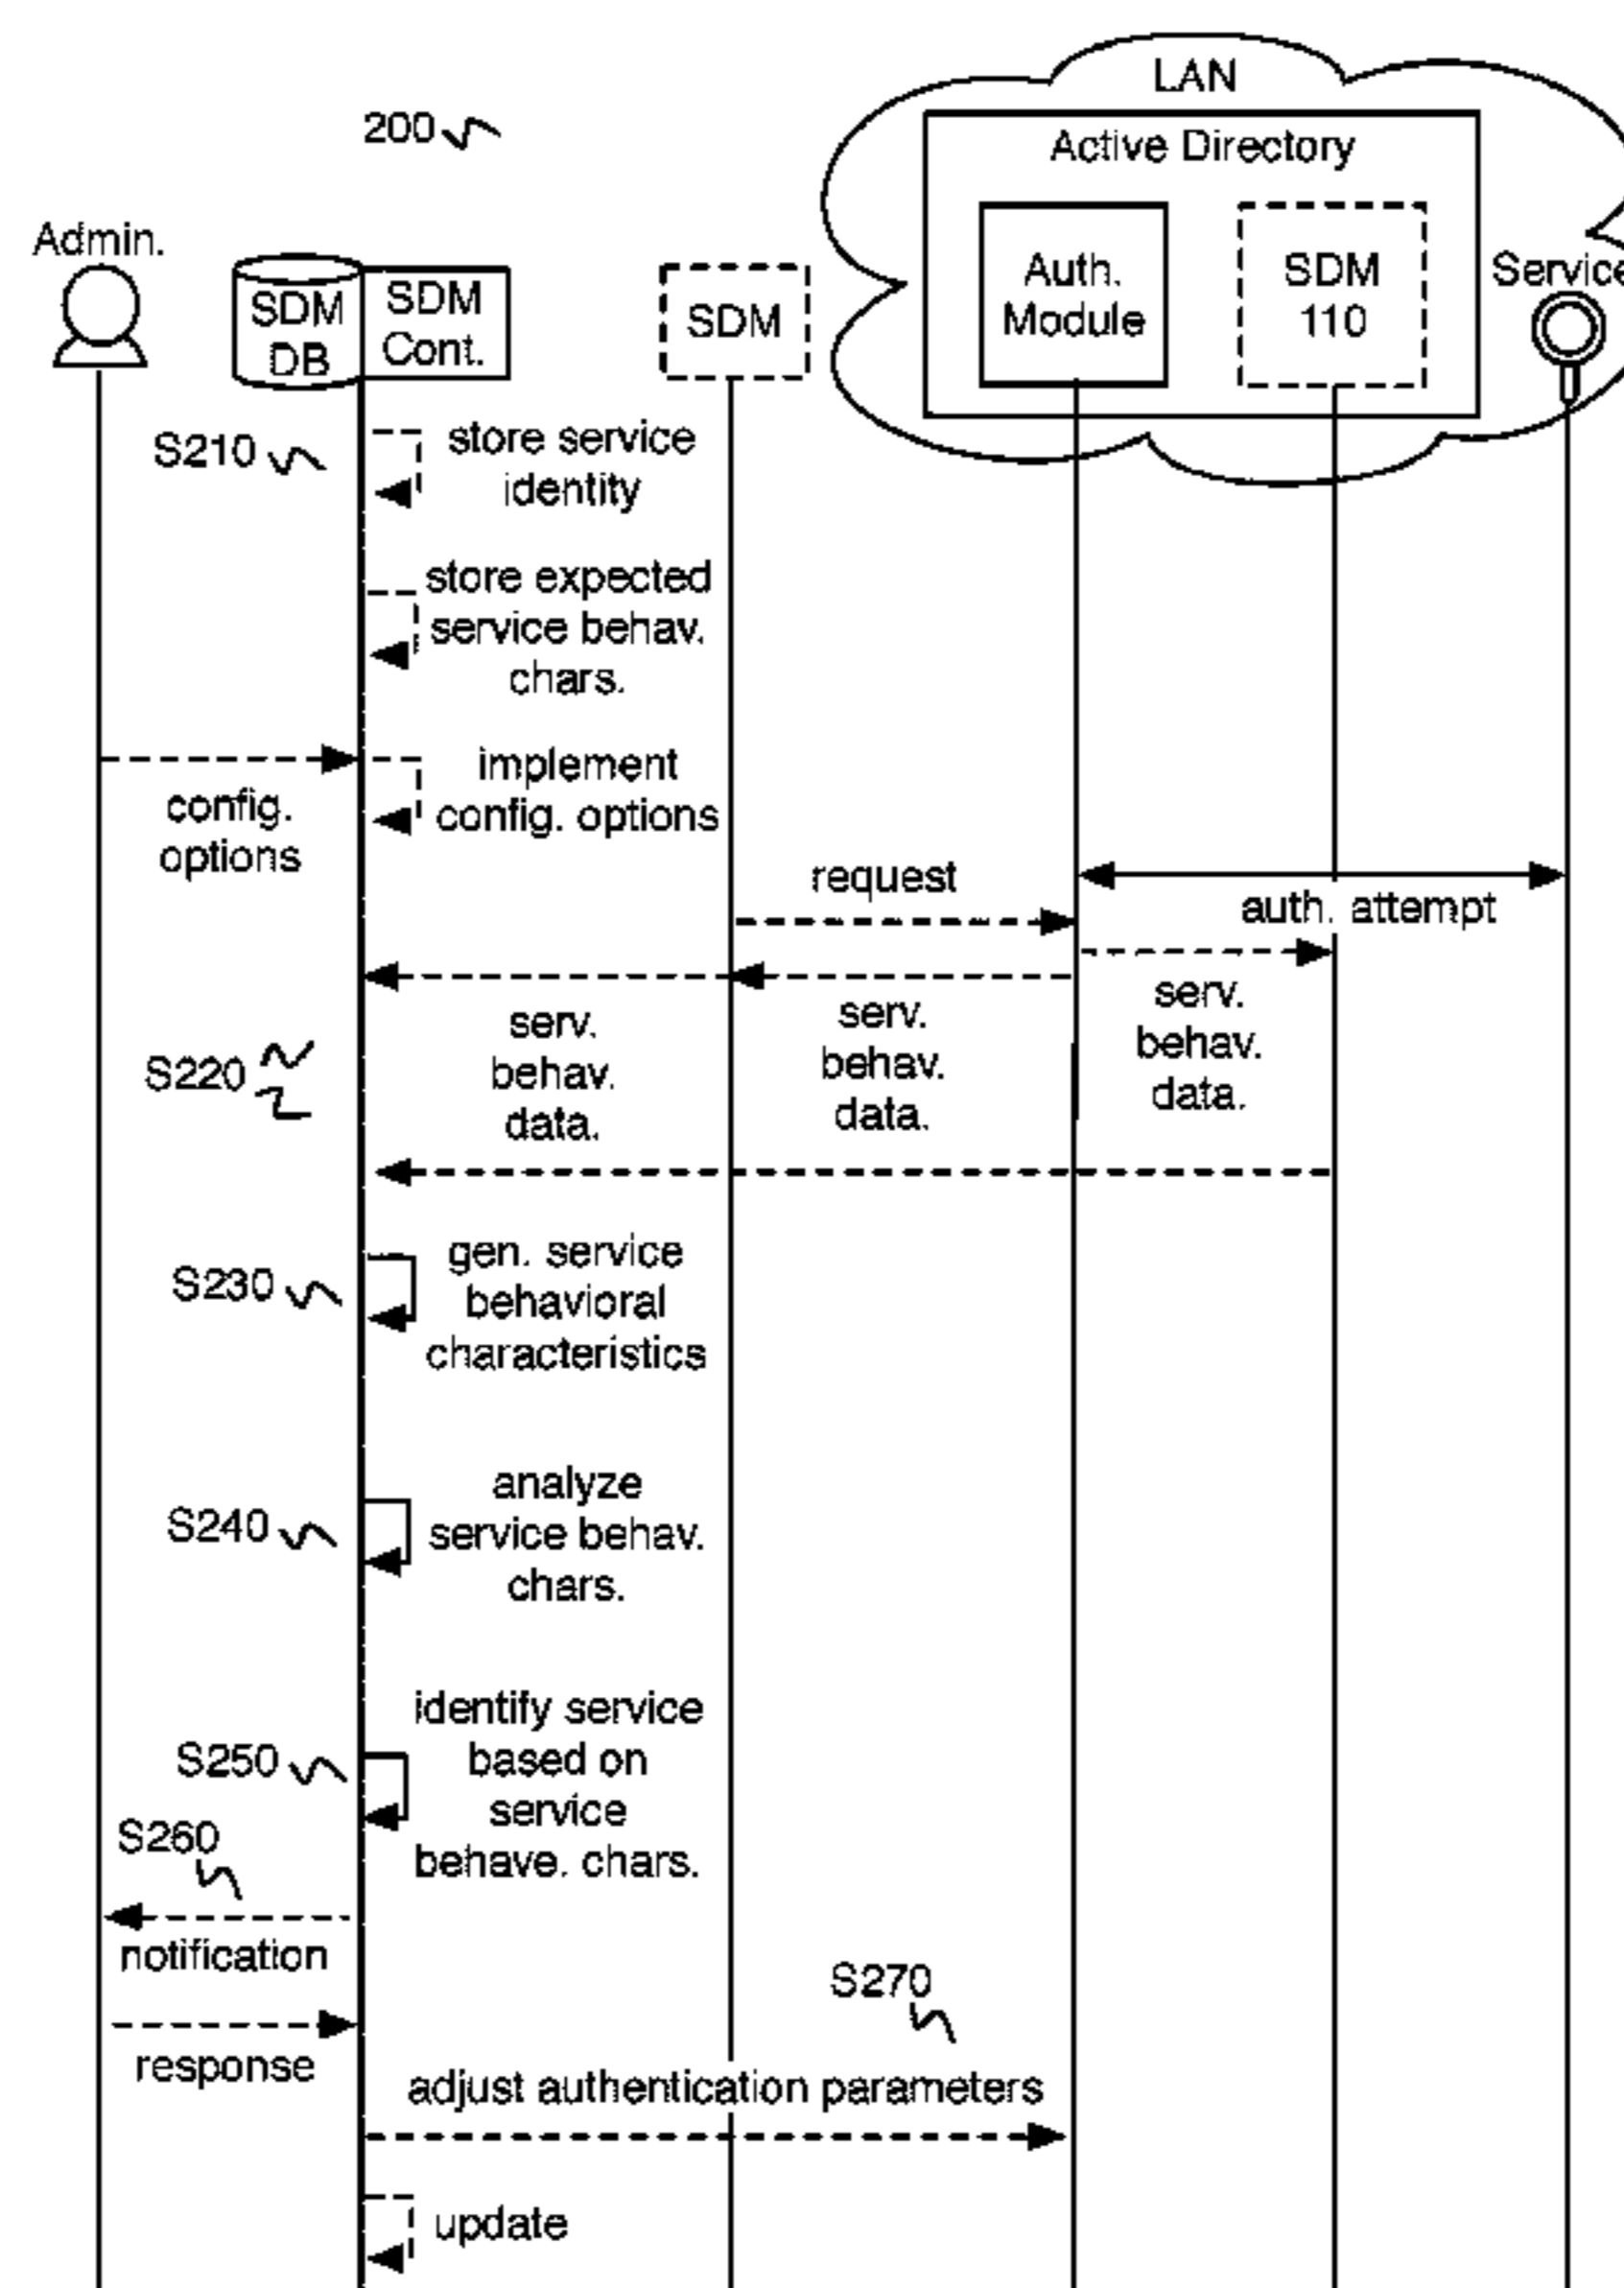 LAN
200
Active Directory
Admin.
SDM
DB
SDM
Cont.
SDM
Auth.
Module
SDM
110
Service
S210
store service
identity
store expected
service behav.
chars.
config.
options
implement
config. options
request
auth. attempt
S220
serv.
behav.
data.
serv.
behav.
data.
serv.
behav.
data.
S230
gen. service
behavioral
characteristics
S240
analyze
service behav.
chars.
S250
identify service
based on
service
behave. chars.
S260
notification
response
S270
adjust authentication parameters
update